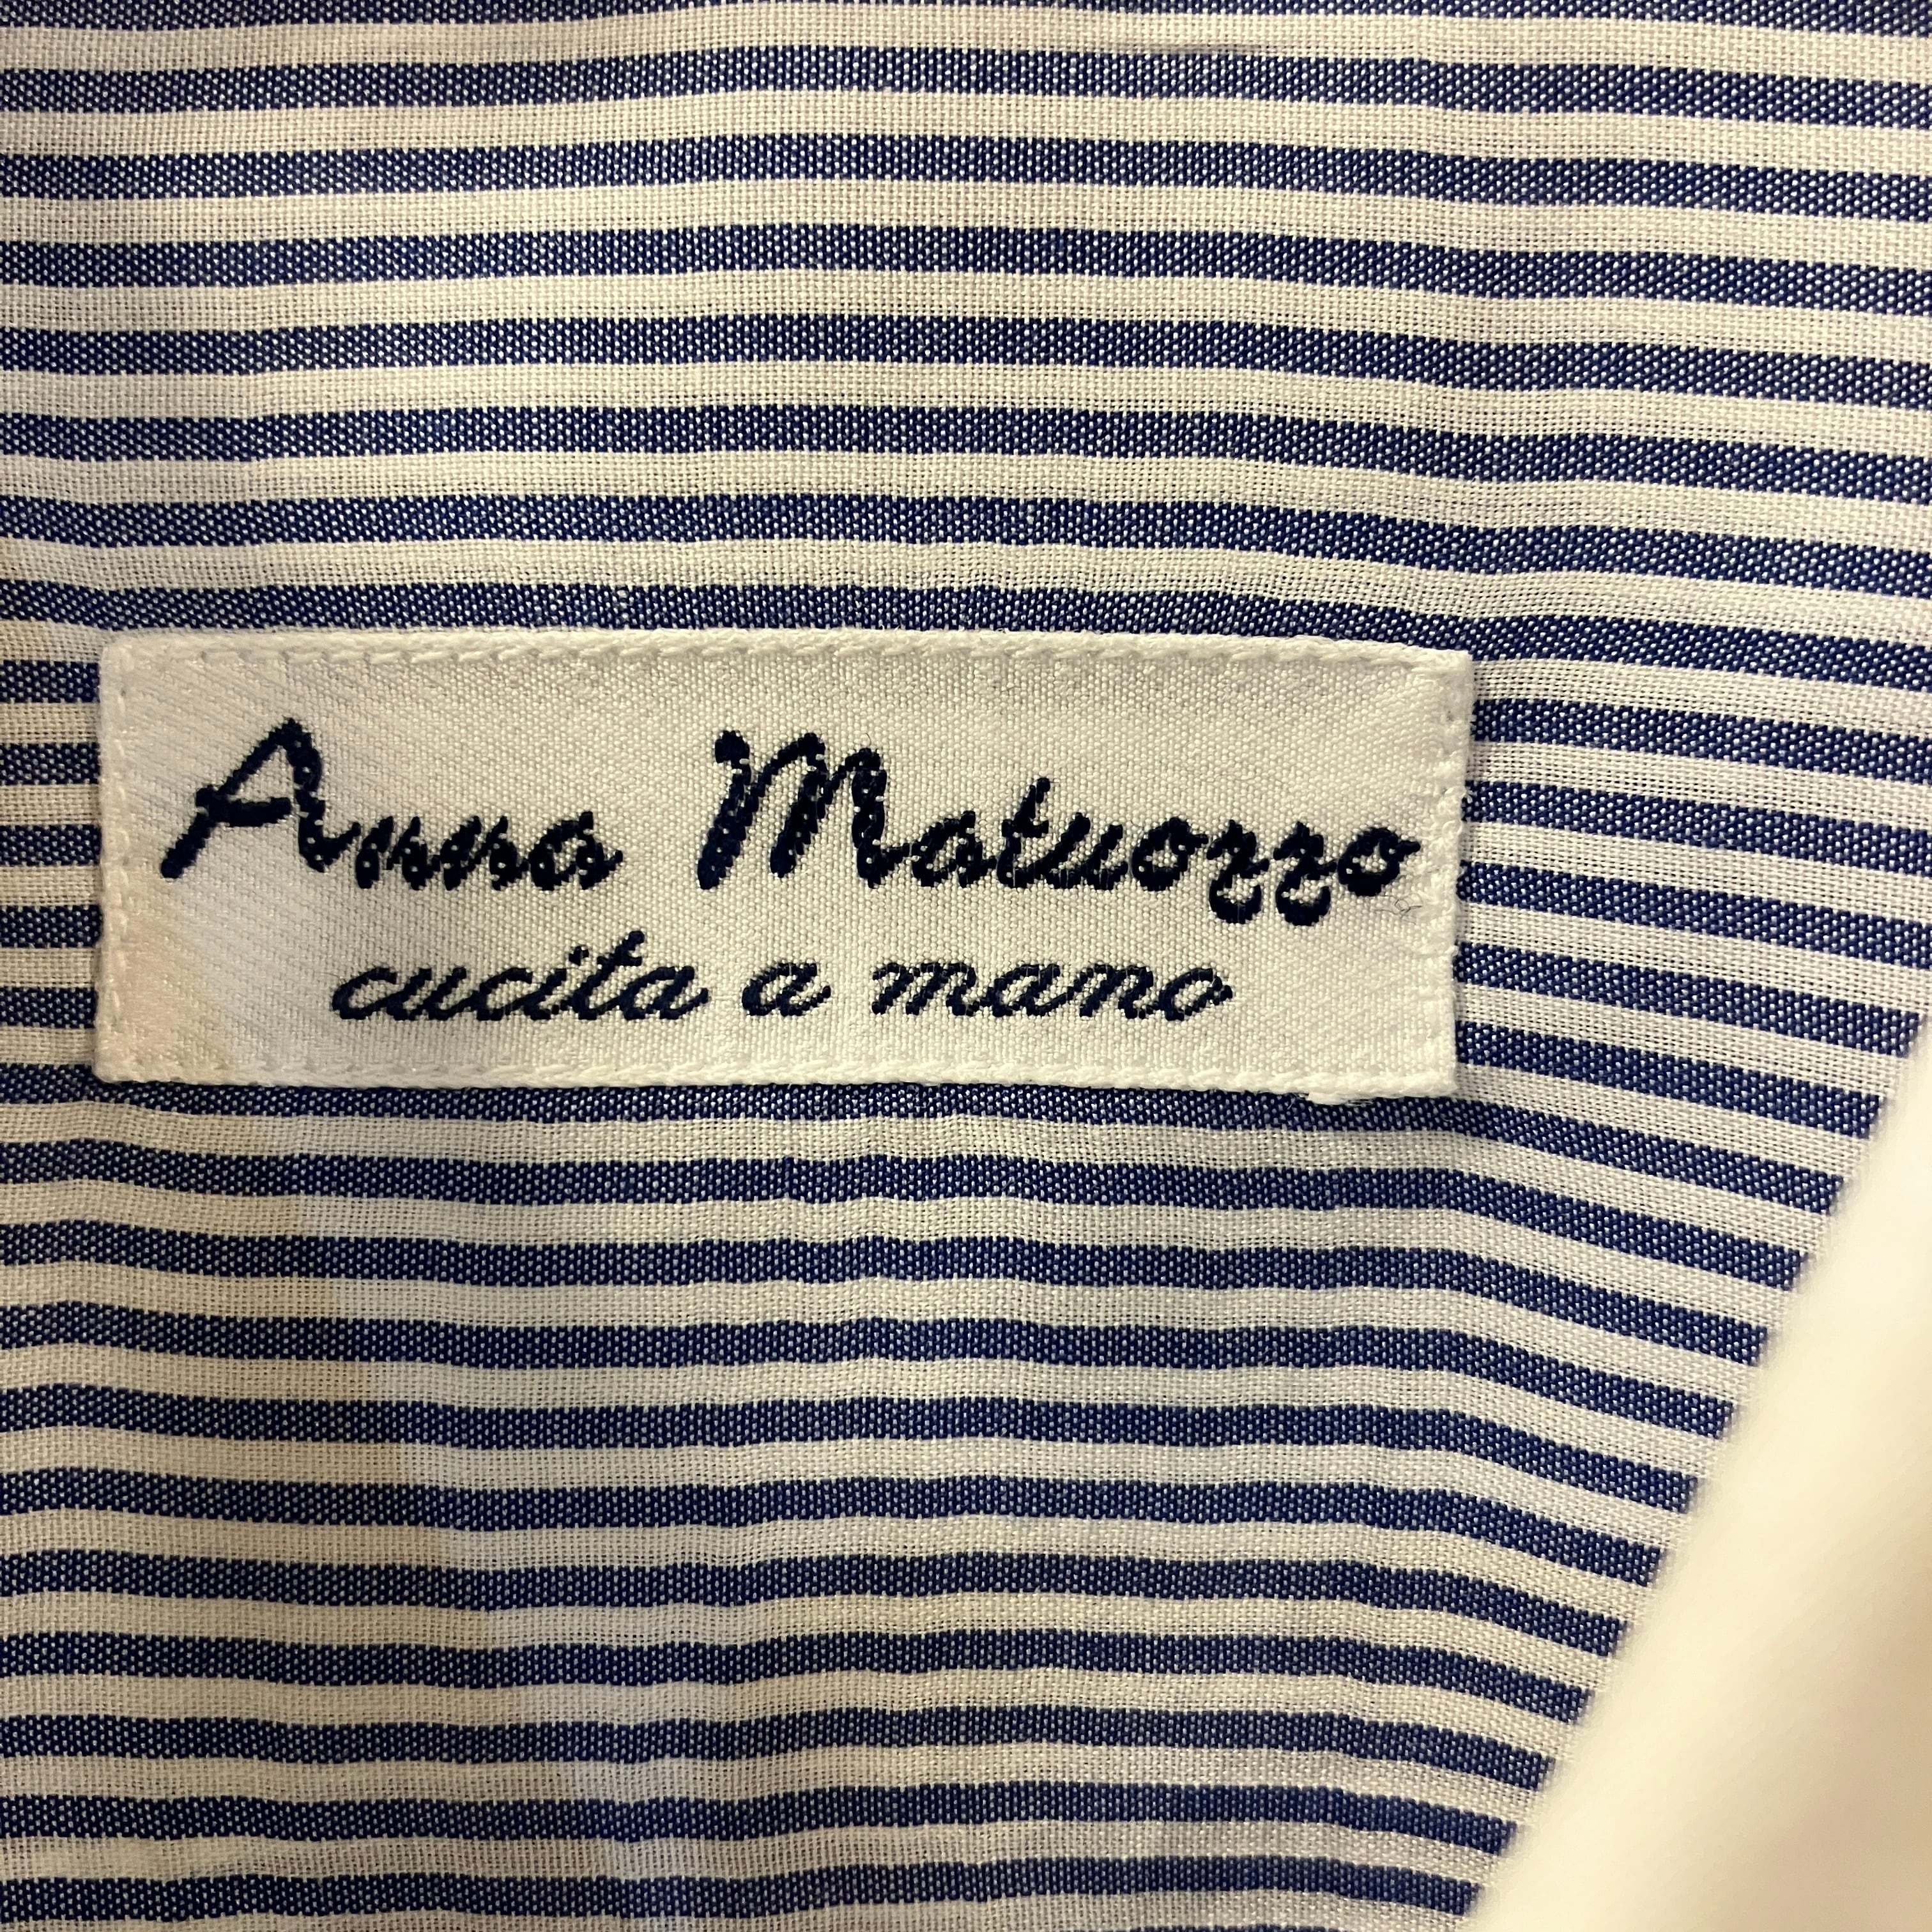 Anna Matuozzo
cucita a mano